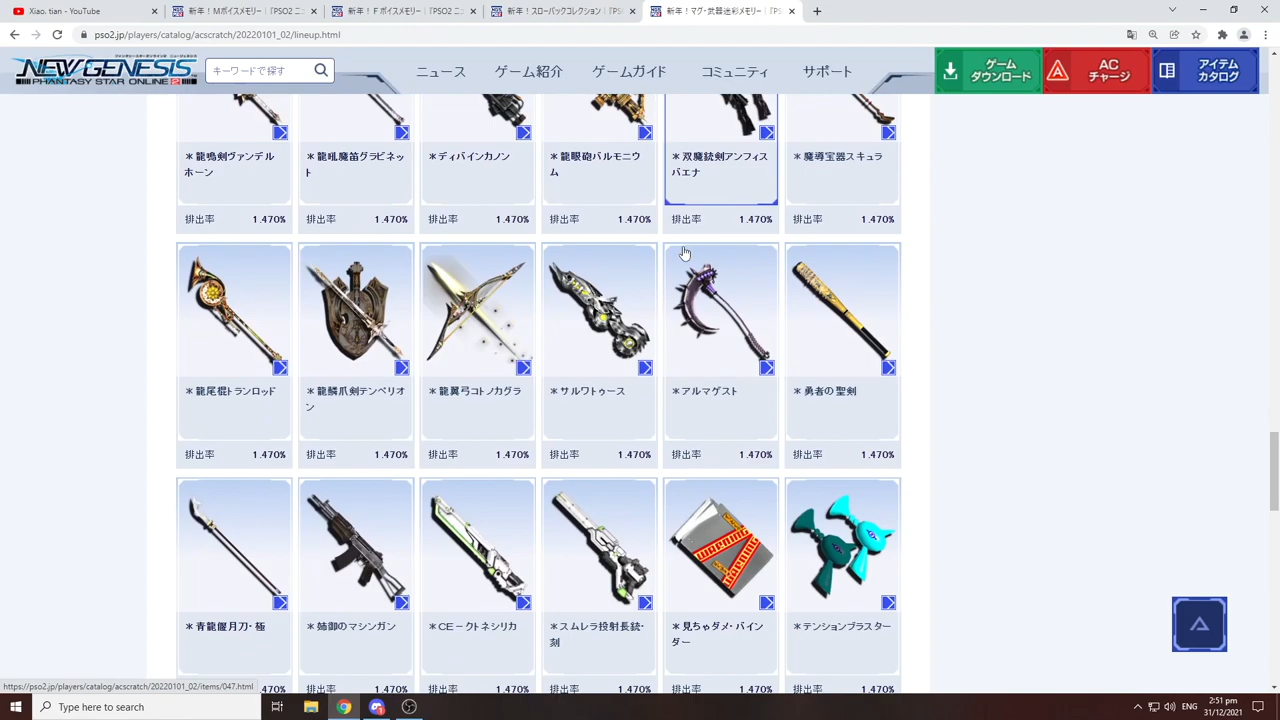 Xiao. tian - YouTube
新年！Mボイスメモリー | 『PSO2 ニ
新年！Fボイスメモリー | 『PSO2 ニ
新年！スローバックコレクション | 『PS
新年！マグ・武器迷彩メモリー | 『PS
pso2.jp/players/catalog/acscratch/20220101_02/lineup.html
NEW GENESIS
PHANTASY STAR ONLINE 2
キーワードで探す
ニュース
ゲーム紹介
ゲームガイド
コミュニティ
サポート
ゲーム
ダウンロード
AC
チャージ
アイテム
カタログ
＊龍鳴剣ヴァンデル
ホーン
＊龍吼魔笛グラビネッ
ト
＊ディバインカノン
＊龍眼砲バルモニウ
ム
＊双魔銃剣アンフィス
バエナ
＊魔導宝器スキュラ
排出率 1.470%
排出率 1.470%
排出率 1.470%
排出率 1.470%
排出率 1.470%
排出率 1.470%
＊龍尾棍トランロッド
＊龍鱗爪剣テンペリオ
ン
＊龍翼弓コトノカグラ
＊サルワトゥース
＊アルマゲスト
＊勇者の聖剣
排出率 1.470%
排出率 1.470%
排出率 1.470%
排出率 1.470%
排出率 1.470%
排出率 1.470%
＊青龍偃月刀・極
＊姉御のマシンガン
＊CE－クトネシリカ
＊スムレラ投射長銃・
刻
＊見ちゃダメ・バイン
ダー
＊テンションブラスター
https://pso2.jp/players/catalog/acscratch/20220101_02/items/047.html
.470%
排出率 1.470%
排出率 1.470%
排出率 1.470%
排出率 1.470%
排出率 1.470%
Type here to search
ENG
2:51 pm
31/12/2021